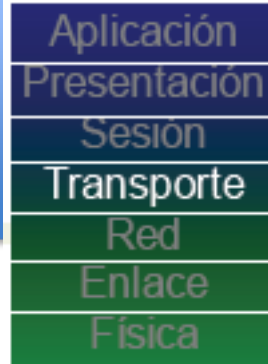 Aplicación
Presentación
Sesión
Transporte
Red
Enlace
Física